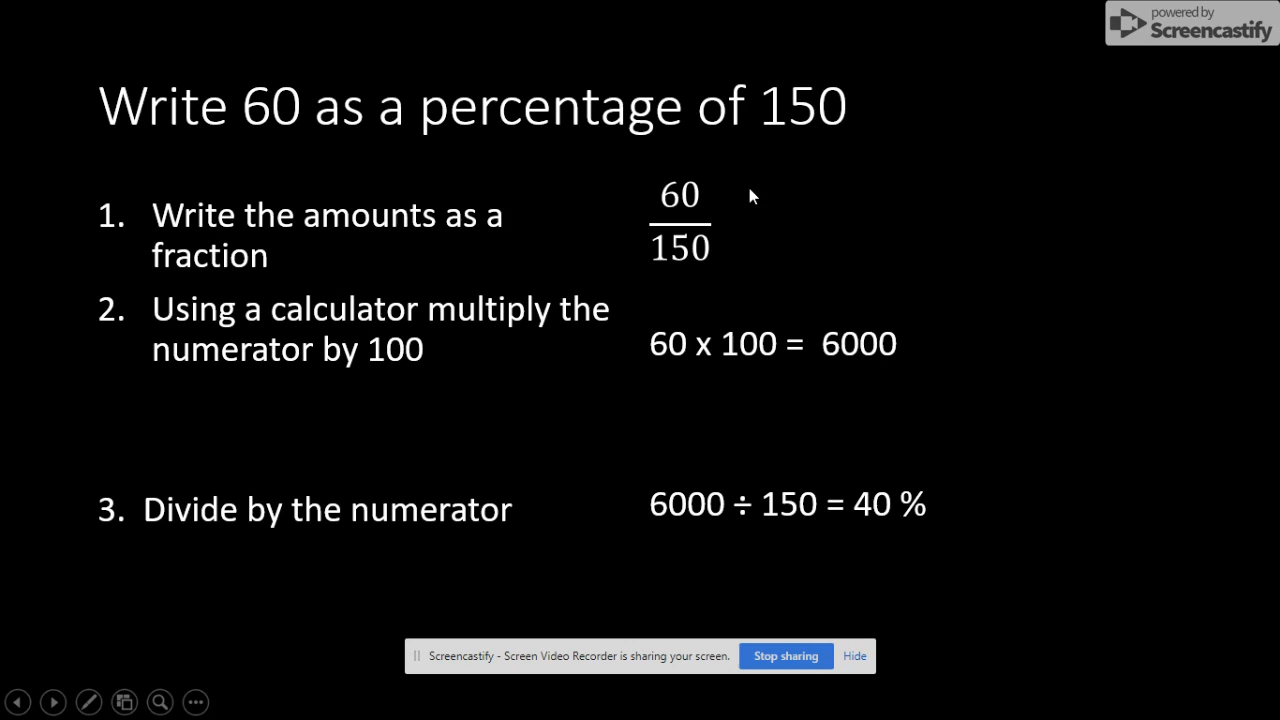 powered by
Screencastify
Write 60 as a percentage of 150
1. Write the amounts as a
fraction
60
150
2. Using a calculator multiply the
numerator by 100
60 x 100 = 6000
3. Divide by the numerator
6000 ÷ 150 = 40 %
Screencastify - Screen Video Recorder is sharing your screen.
Stop sharing
Hide